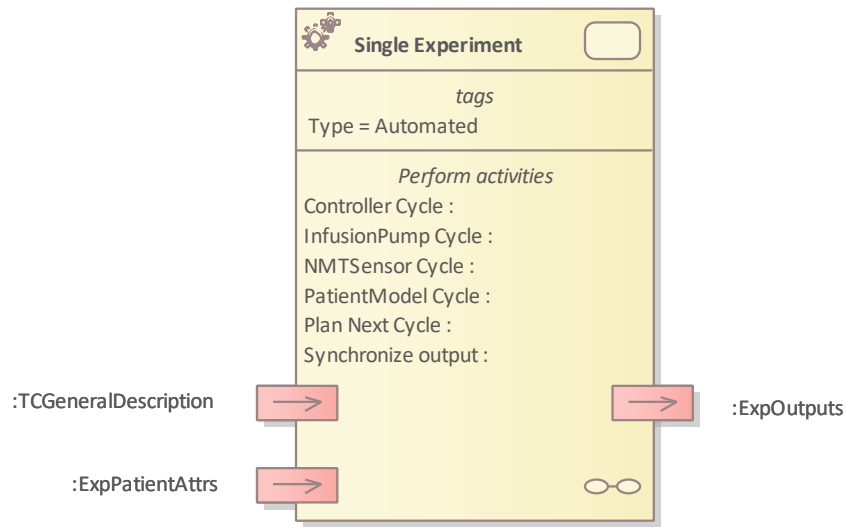 Single Experiment
tags
Type = Automated
Perform activities
Controller Cycle :
InfusionPump Cycle :
NMTSensor Cycle :
PatientModel Cycle :
Plan Next Cycle :
Synchronize output :
:TCGeneralDescription
:ExpOutputs
:ExpPatientAttrs